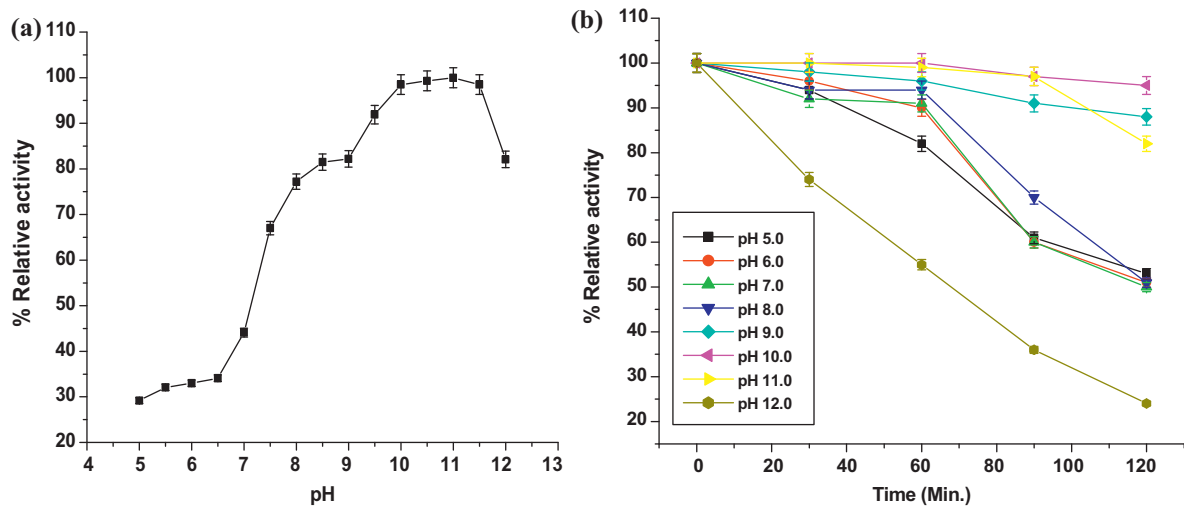 (a)
110
100
90
80
70
60
50
40
30
20
% Relative activity
4 5 6 7 8 9 10 11 12 13
pH
(b)
110
100
90
80
70
60
50
40
30
20
% Relative activity
pH 5.0
pH 6.0
pH 7.0
pH 8.0
pH 9.0
pH 10.0
pH 11.0
pH 12.0
0 20 40 60 80 100 120
Time (Min.)